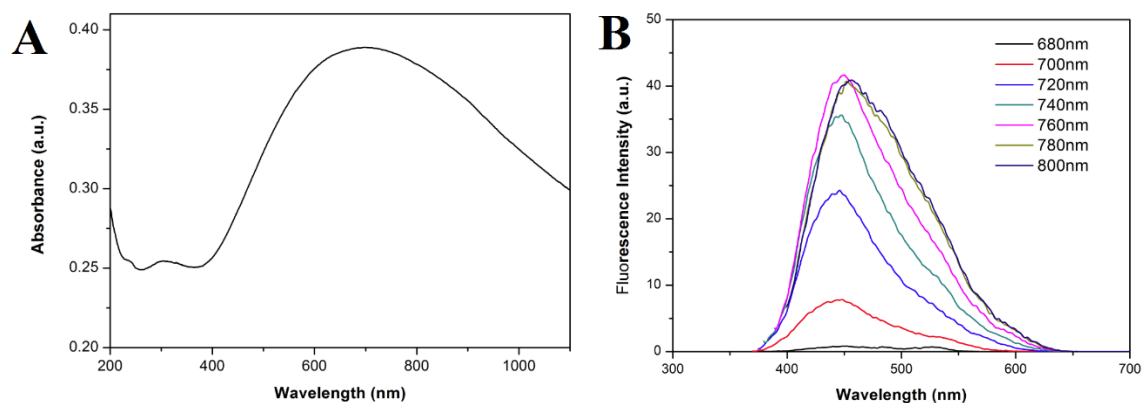 A
Absorbance (a.u.)
0.40
0.35
0.30
0.25
0.20
200 400 600 800 1000
Wavelength (nm)
B
Fluorescence Intensity (a.u.)
50
40
30
20
10
0
680nm
700nm
720nm
740nm
760nm
780nm
800nm
300 400 500 600 700
Wavelength (nm)